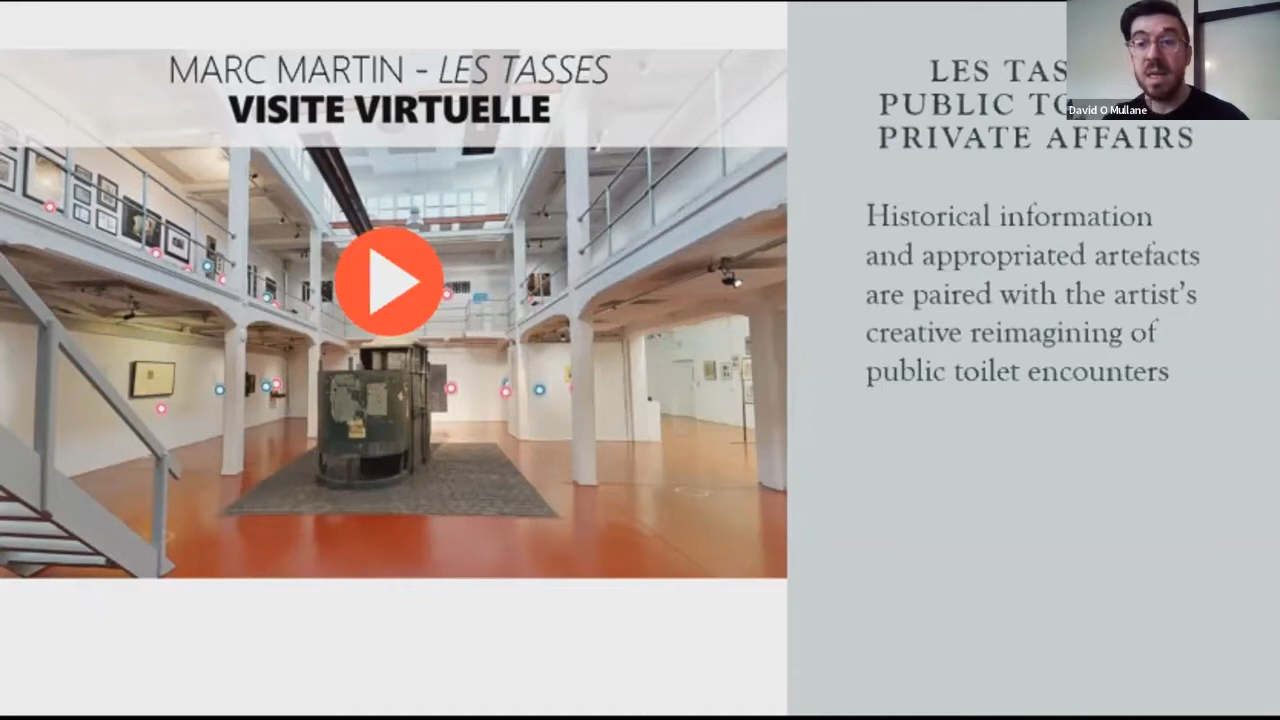 MARC MARTIN - LES TASSES
VISITE VIRTUELLE
LES TAS
PUBLIC TO
PRIVATE AFFAIRS
David O Mullane
Historical information
and appropriated artefacts
are paired with the artist's
creative reimagining of
public toilet encounters